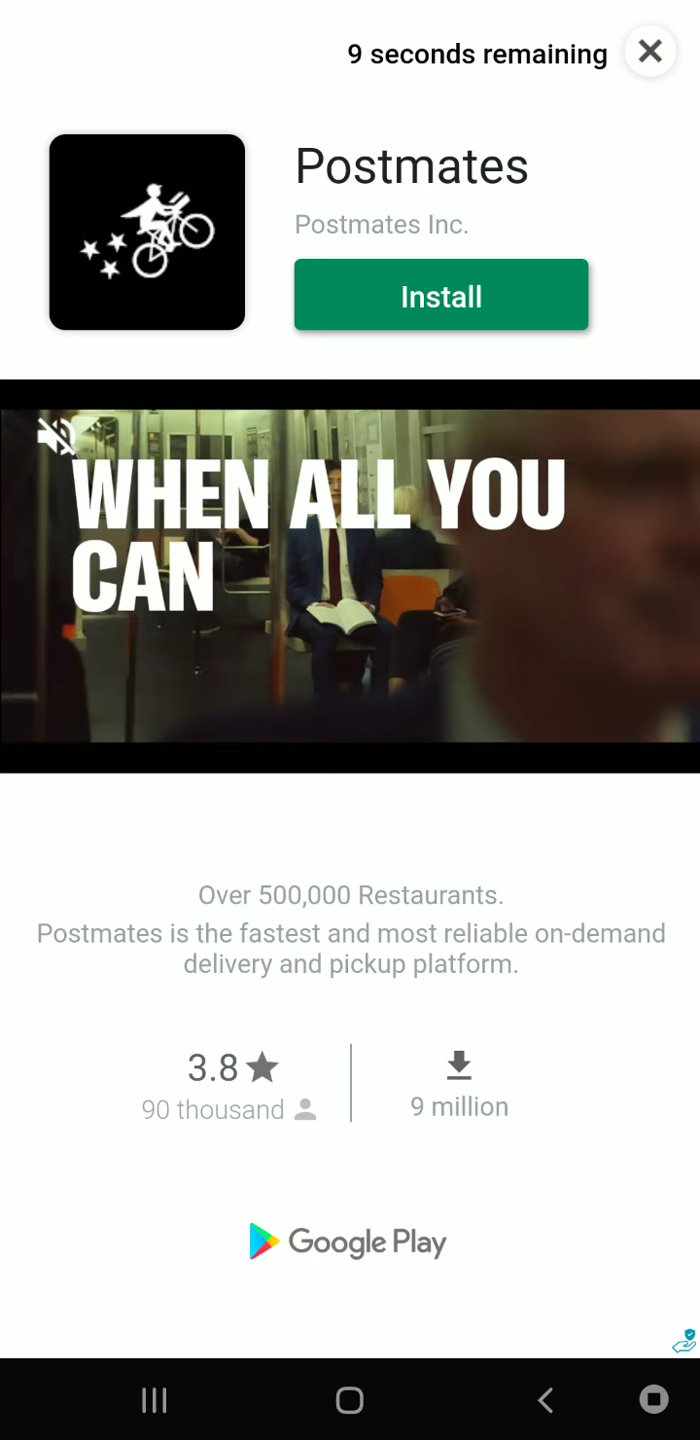 9 seconds remaining
Postmates
Postmates Inc.
Install
WHEN ALL YOU
CAN
Over 500,000 Restaurants.
Postmates is the fastest and most reliable on-demand
delivery and pickup platform.
3.8
90 thousand
9 million
Google Play